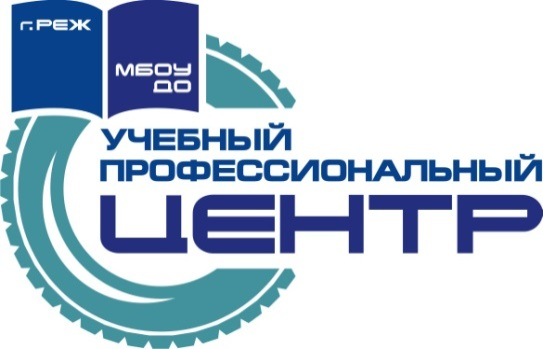 г.РЕЖ
МБОУ
ДО
УЧЕБНЫЙ
ПРОФЕССИОНАЛЬНЫЙ
ЦЕНТР